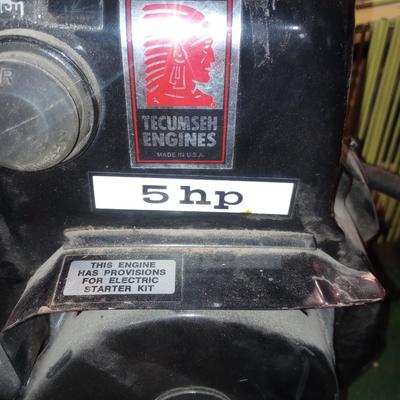 R
TECUMSEH
ENGINES
MADE IN U.S.A.
5hp
THIS ENGINE
HAS PROVISIONS
FOR ELECTRIC
STARTER KIT